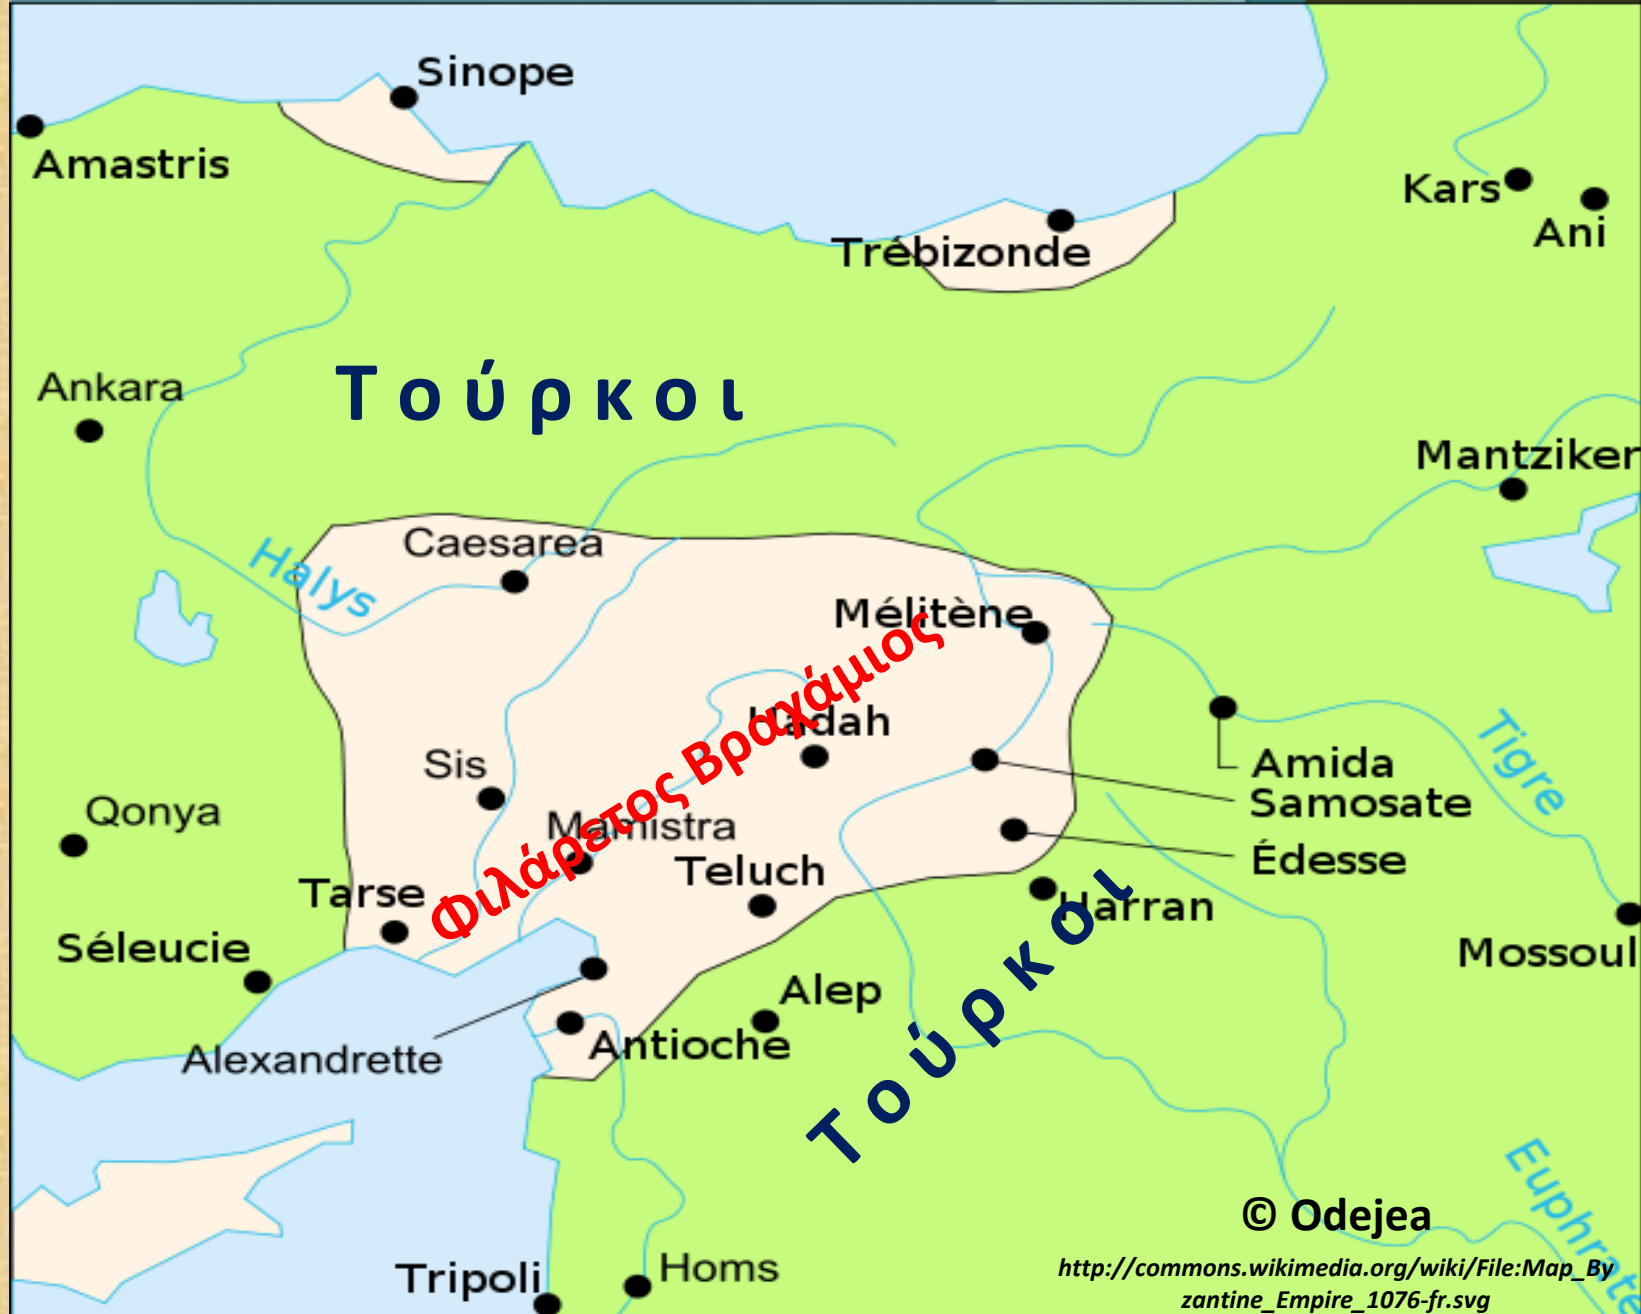 Sinope
Amastris
Kars
Ani
Trébizonde
Τούρκοι
Ankara
Mantziker
Caesarea
Halys
Mélitène
Φιλάρετος Βραχάμιος
Hadah
Sis
Amida
Tigre
Samosate
Qonya
Mamistra
Édesse
Teluch
Tarse
Harran
Séleucie
Mossoul
Alep
Τούρκοι
Antioche
Alexandrette
Euphrate
© Odejea
Tripoli
Homs
http://commons.wikimedia.org/wiki/File:Map_By
zantine_Empire_1076-fr.svg